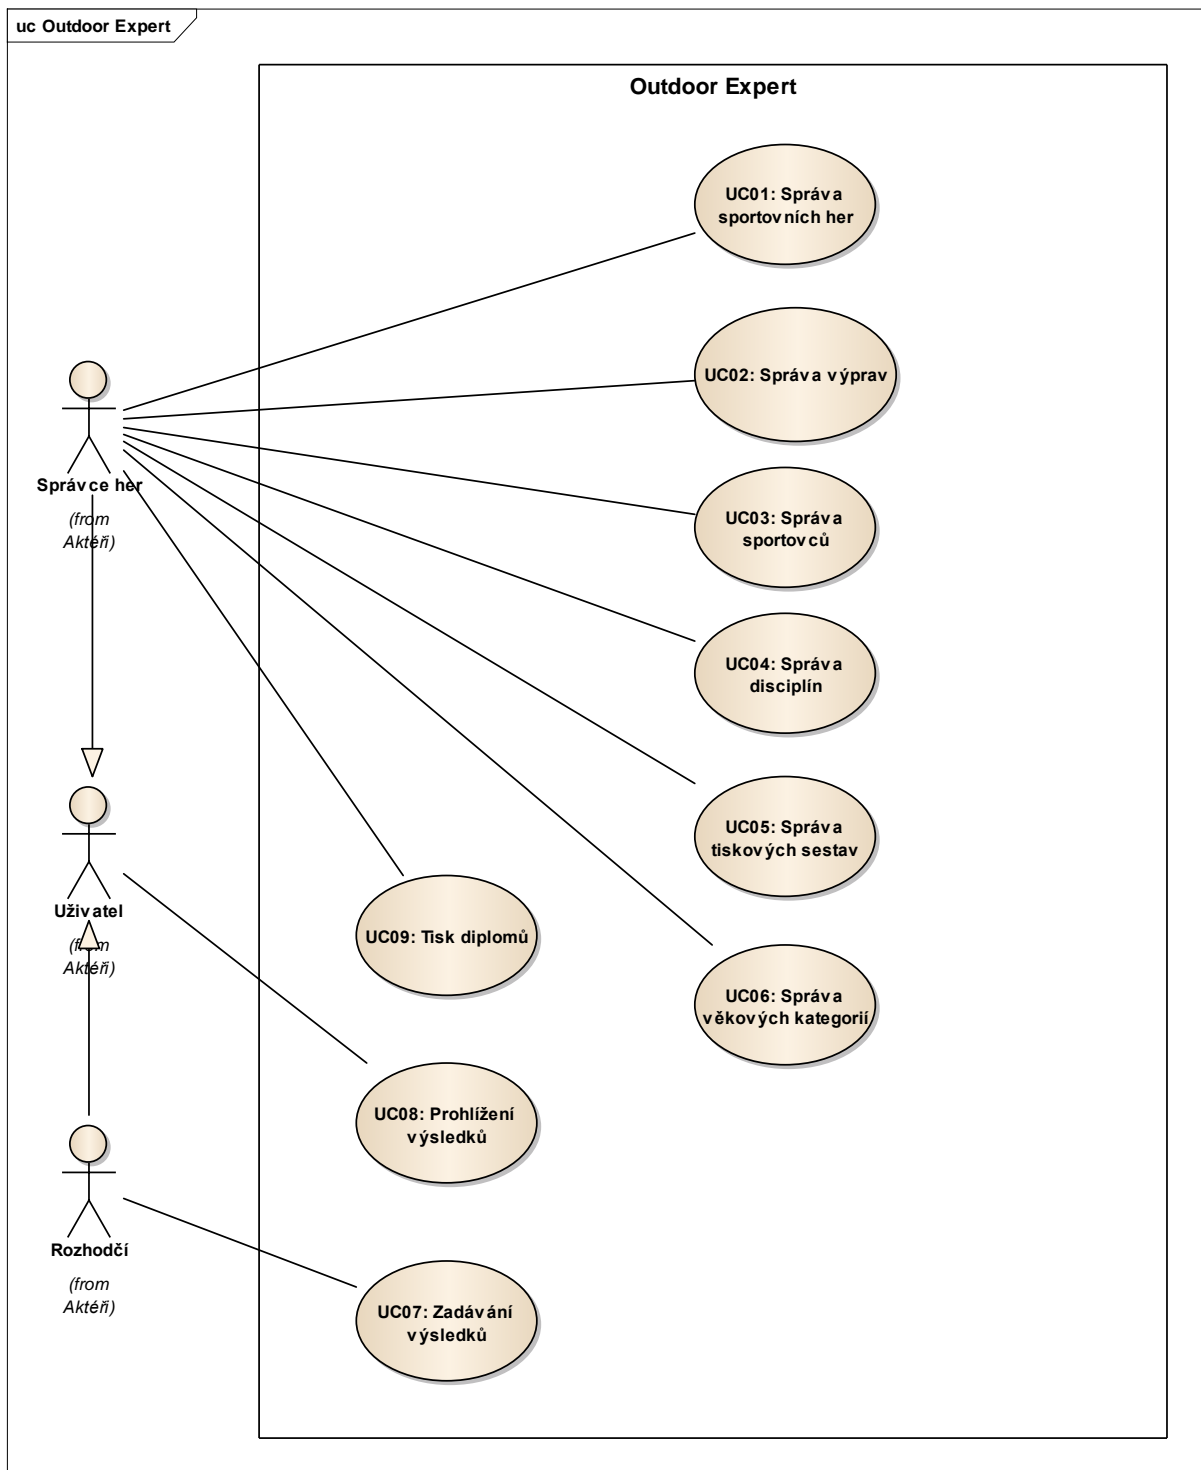 uc Outdoor Expert
Outdoor Expert
UC01: Správa
sportovních her
UC02: Správa výprav
Správce her
(from
Aktéři)
UC03: Správa
sportovců
UC04: Správa
disciplín
UC05: Správa
tiskových sestav
Uživatel
(from
Aktéři)
UC09: Tisk diplomů
UC06: Správa
věkových kategorií
UC08: Prohlížení
výsledků
Rozhodčí
(from
Aktéři)
UC07: Zadávání
výsledků